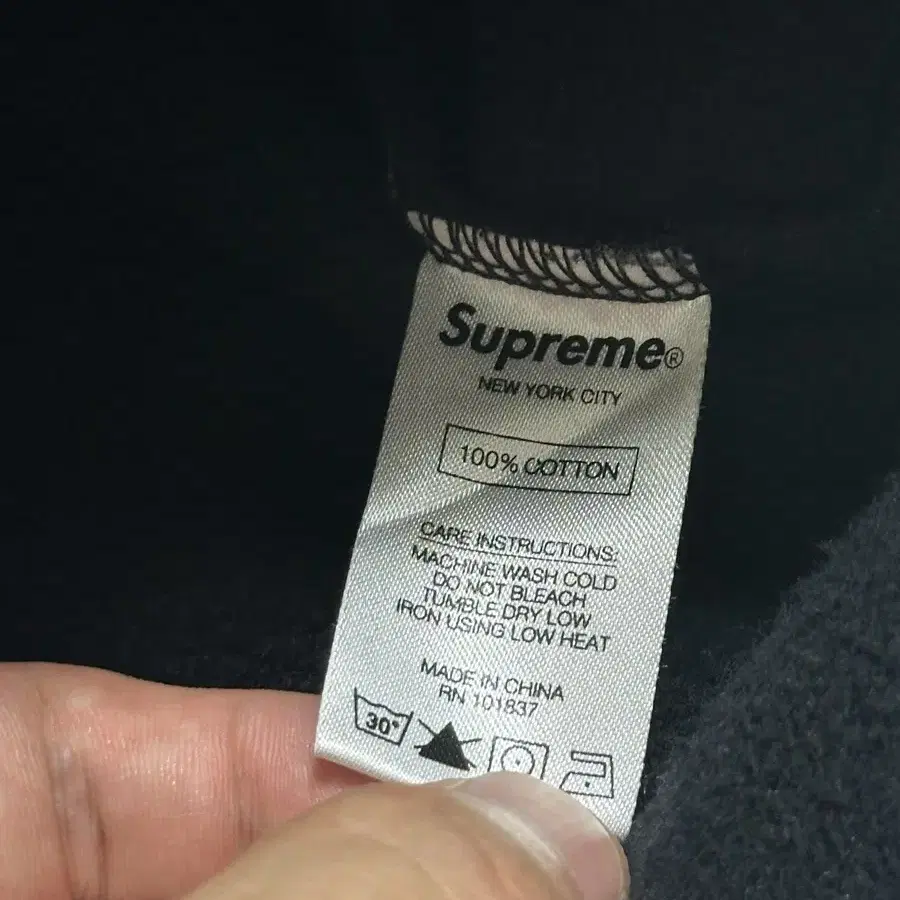 Supreme®
NEW YORK CITY
100% COTTON
CARE INSTRUCTIONS:
MACHINE WASH COLD
DO NOT BLEACH
TUMBLE DRY LOW
IRON USING LOW HEAT
MADE IN CHINA
RN 101837
30°